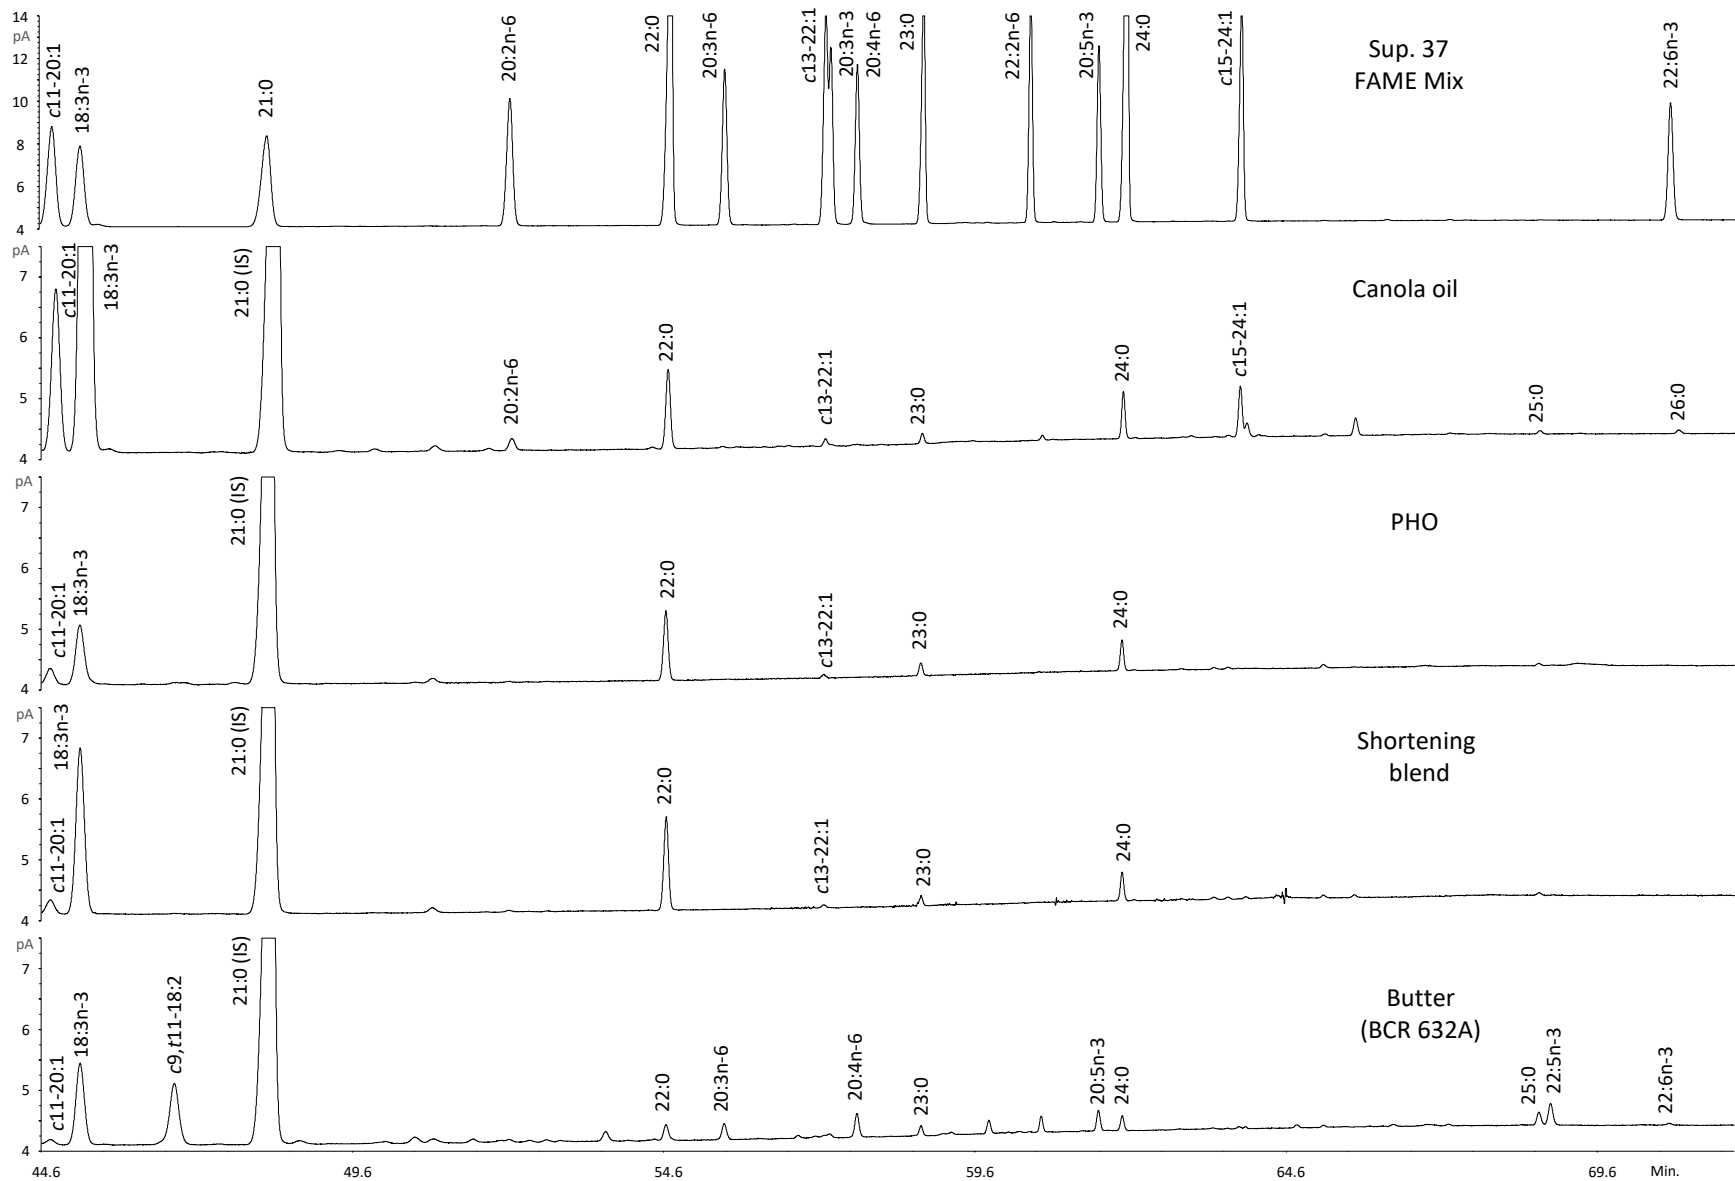 14
pA
12
10
8
6
4
c11-20:1
18:3n-3
21:0
20:2n-6
22:0
20:3n-6
c13-22:1
20:3n-3
20:4n-6
23:0
22:2n-6
20:5n-3
24:0
c15-24:1
22:6n-3
Sup. 37
FAME Mix
pA
7
6
5
4
c11-20:1
18:3n-3
21:0 (IS)
20:2n-6
22:0
c13-22:1
23:0
24:0
c15-24:1
25:0
26:0
Canola oil
pA
7
6
5
4
c11-20:1
18:3n-3
21:0 (IS)
22:0
c13-22:1
23:0
24:0
PHO
pA
7
6
5
4
c11-20:1
18:3n-3
21:0 (IS)
22:0
c13-22:1
23:0
24:0
Shortening
blend
pA
7
6
5
4
c11-20:1
18:3n-3
c9,t11-18:2
21:0 (IS)
22:0
20:3n-6
20:4n-6
23:0
20:5n-3
24:0
25:0
22:5n-3
22:6n-3
Butter
(BCR 632A)
44.6 49.6 54.6 59.6 64.6 69.6 Min.